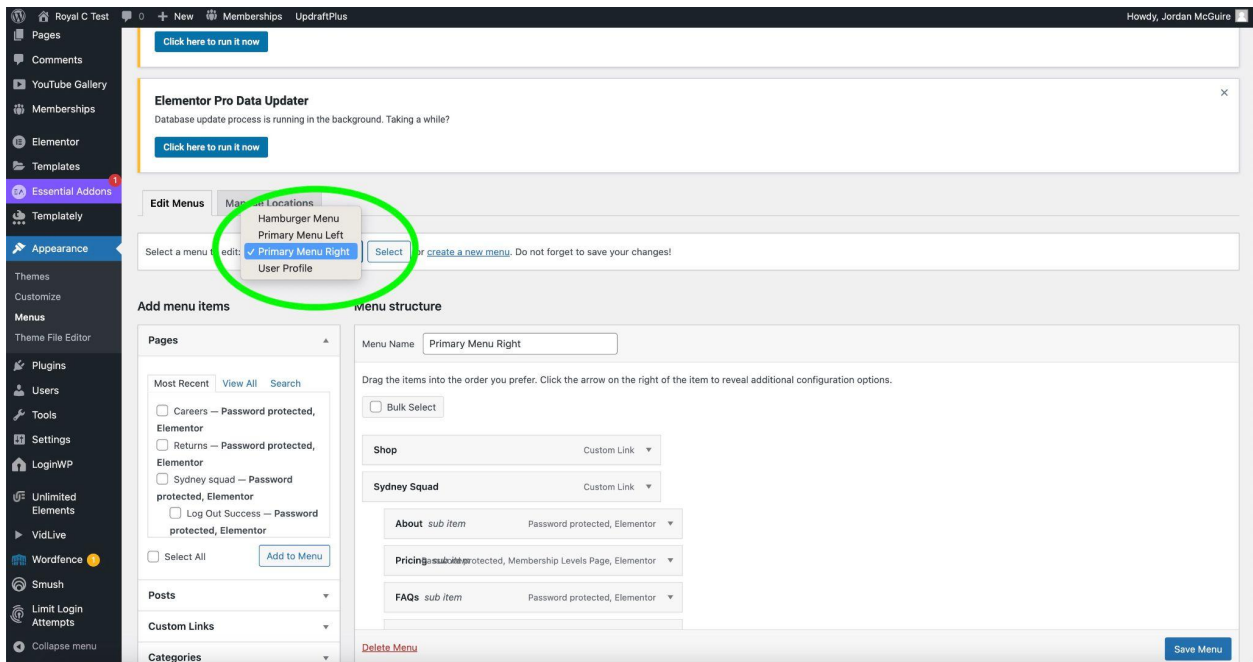 Royal C Test 0 + New Memberships UpdraftPlus Howdy, Jordan McGuire
Pages
Comments
YouTube Gallery
Memberships
Elementor
Templates
Essential Addons 1
Templately
Appearance
Themes
Customize
Menus
Theme File Editor
Plugins
Users
Tools
Settings
LoginWP
Unlimited
Elements
VidLive
Wordfence 1
Smush
Limit Login
Attempts
Collapse menu
Click here to run it now
Elementor Pro Data Updater
Database update process is running in the background. Taking a while?
Click here to run it now
Edit Menus Locations
Hamburger Menu
Primary Menu Left
Select a menu edit: ✓ Primary Menu Right Select or create a new menu. Do not forget to save your changes!
User Profile
Add menu items
Pages
Most Recent View All Search
Careers — Password protected,
Elementor
Returns — Password protected,
Elementor
Sydney squad — Password
protected, Elementor
Log Out Success — Password
protected, Elementor
Select All Add to Menu
Posts
Custom Links
Categories
Menu structure
Menu Name Primary Menu Right
Drag the items into the order you prefer. Click the arrow on the right of the item to reveal additional configuration options.
Bulk Select
Shop Custom Link
Sydney Squad Custom Link
About sub item Password protected, Elementor
Pricing sub item protected, Membership Levels Page, Elementor
FAQs sub item Password protected, Elementor
Delete Menu Save Menu